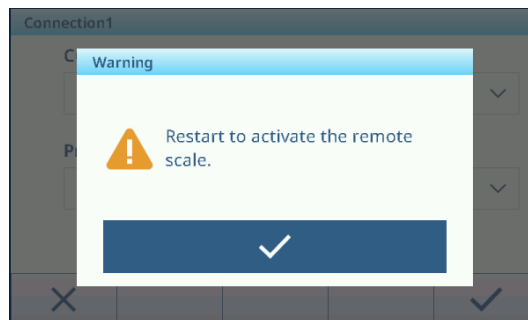 Connection1
Warning
Restart to activate the remote
scale.